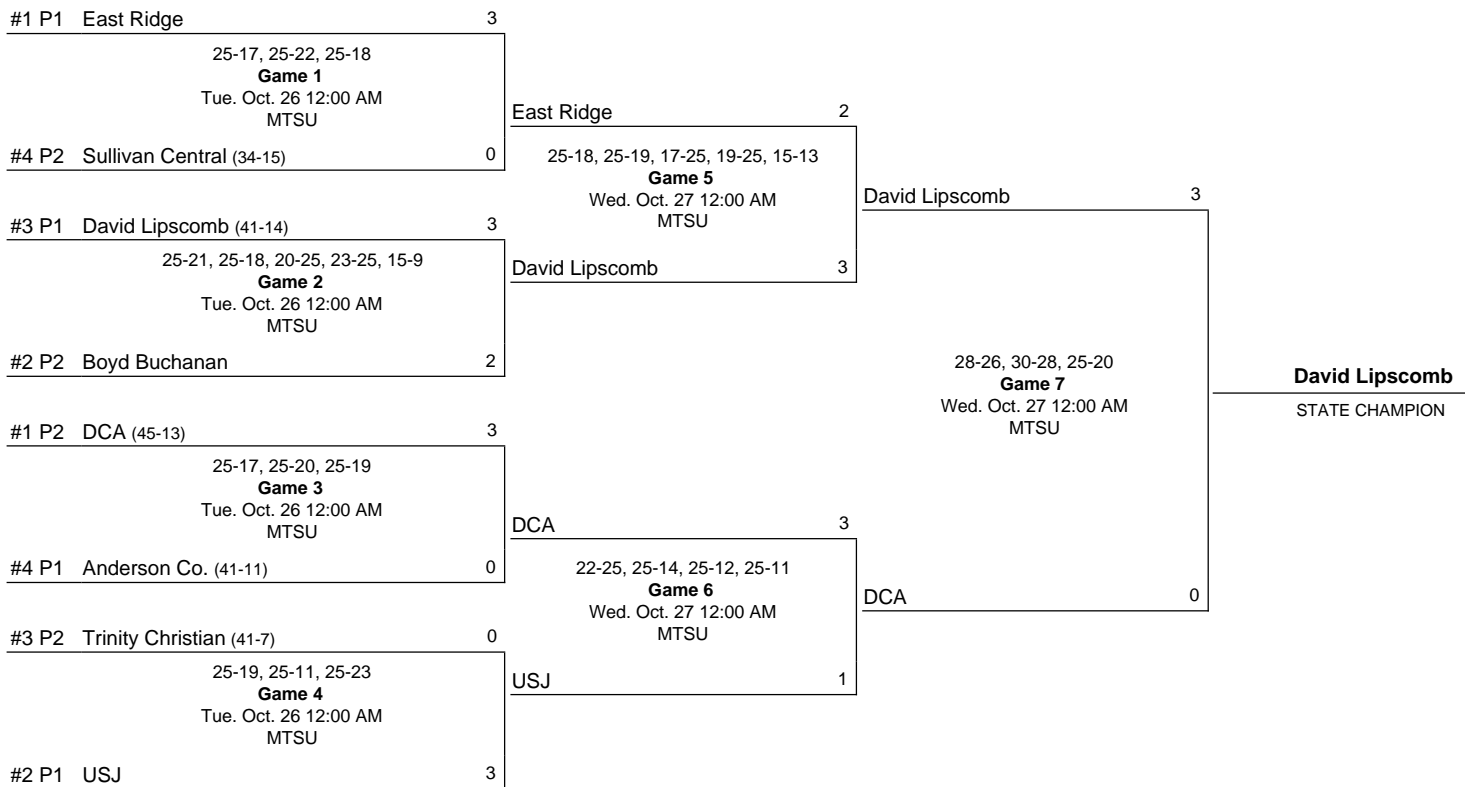 #1 P1 East Ridge 3
25-17, 25-22, 25-18
Game 1
Tue. Oct. 26 12:00 AM
MTSU
#4 P2 Sullivan Central (34-15) 0
#3 P1 David Lipscomb (41-14) 3
25-21, 25-18, 20-25, 23-25, 15-9
Game 2
Tue. Oct. 26 12:00 AM
MTSU
#2 P2 Boyd Buchanan 2
#1 P2 DCA (45-13) 3
25-17, 25-20, 25-19
Game 3
Tue. Oct. 26 12:00 AM
MTSU
#4 P1 Anderson Co. (41-11) 0
#3 P2 Trinity Christian (41-7) 0
25-19, 25-11, 25-23
Game 4
Tue. Oct. 26 12:00 AM
MTSU
#2 P1 USJ 3
East Ridge 2
25-18, 25-19, 17-25, 19-25, 15-13
Game 5
Wed. Oct. 27 12:00 AM
MTSU
David Lipscomb 3
DCA 3
22-25, 25-14, 25-12, 25-11
Game 6
Wed. Oct. 27 12:00 AM
MTSU
USJ 1
David Lipscomb 3
28-26, 30-28, 25-20
Game 7
Wed. Oct. 27 12:00 AM
MTSU
DCA 0
David Lipscomb
STATE CHAMPION